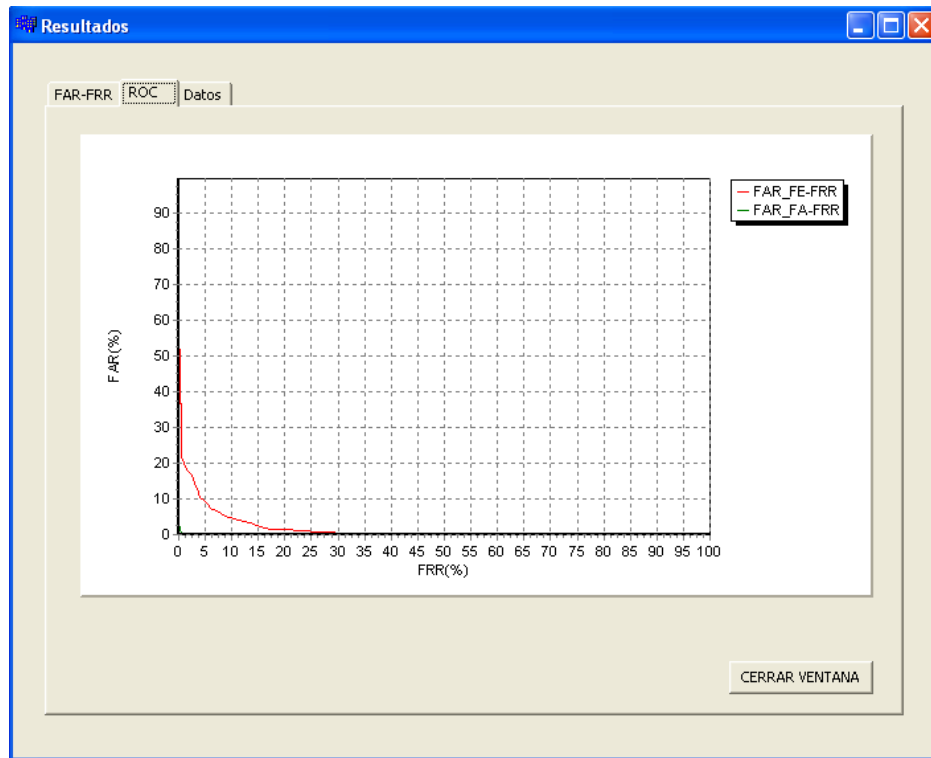 Resultados
FAR-FRR ROC Datos
FAR_FE-FRR
FAR_FA-FRR
90
80
70
60
50
40
30
20
10
0
FAR(%)
0 5 10 15 20 25 30 35 40 45 50 55 60 65 70 75 80 85 90 95 100
FRR(%)
CERRAR VENTANA